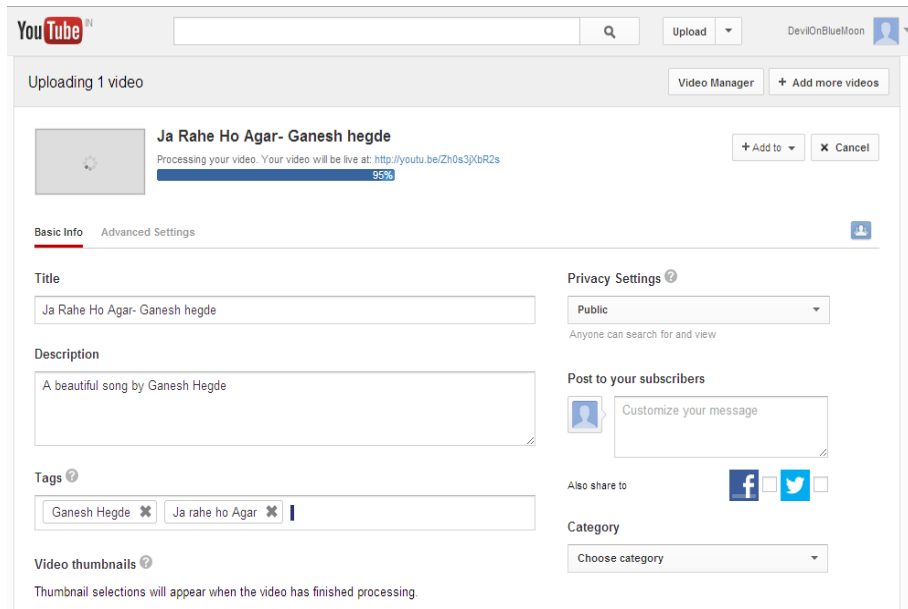 YouTube IN
Upload
DevilOnBlueMoon
Uploading 1 video
Video Manager
+ Add more videos
Ja Rahe Ho Agar- Ganesh hegde
Processing your video. Your video will be live at: http://youtu.be/Zh0s3jXbR2s
95%
+ Add to
x Cancel
Basic Info
Advanced Settings
Title
Ja Rahe Ho Agar- Ganesh hegde
Description
A beautiful song by Ganesh Hegde
Tags ?
Ganesh Hegde ✖ Ja rahe ho Agar ✖
Video thumbnails ?
Thumbnail selections will appear when the video has finished processing.
Privacy Settings ?
Public
Anyone can search for and view
Post to your subscribers
Customize your message
Also share to
f
Category
Choose category